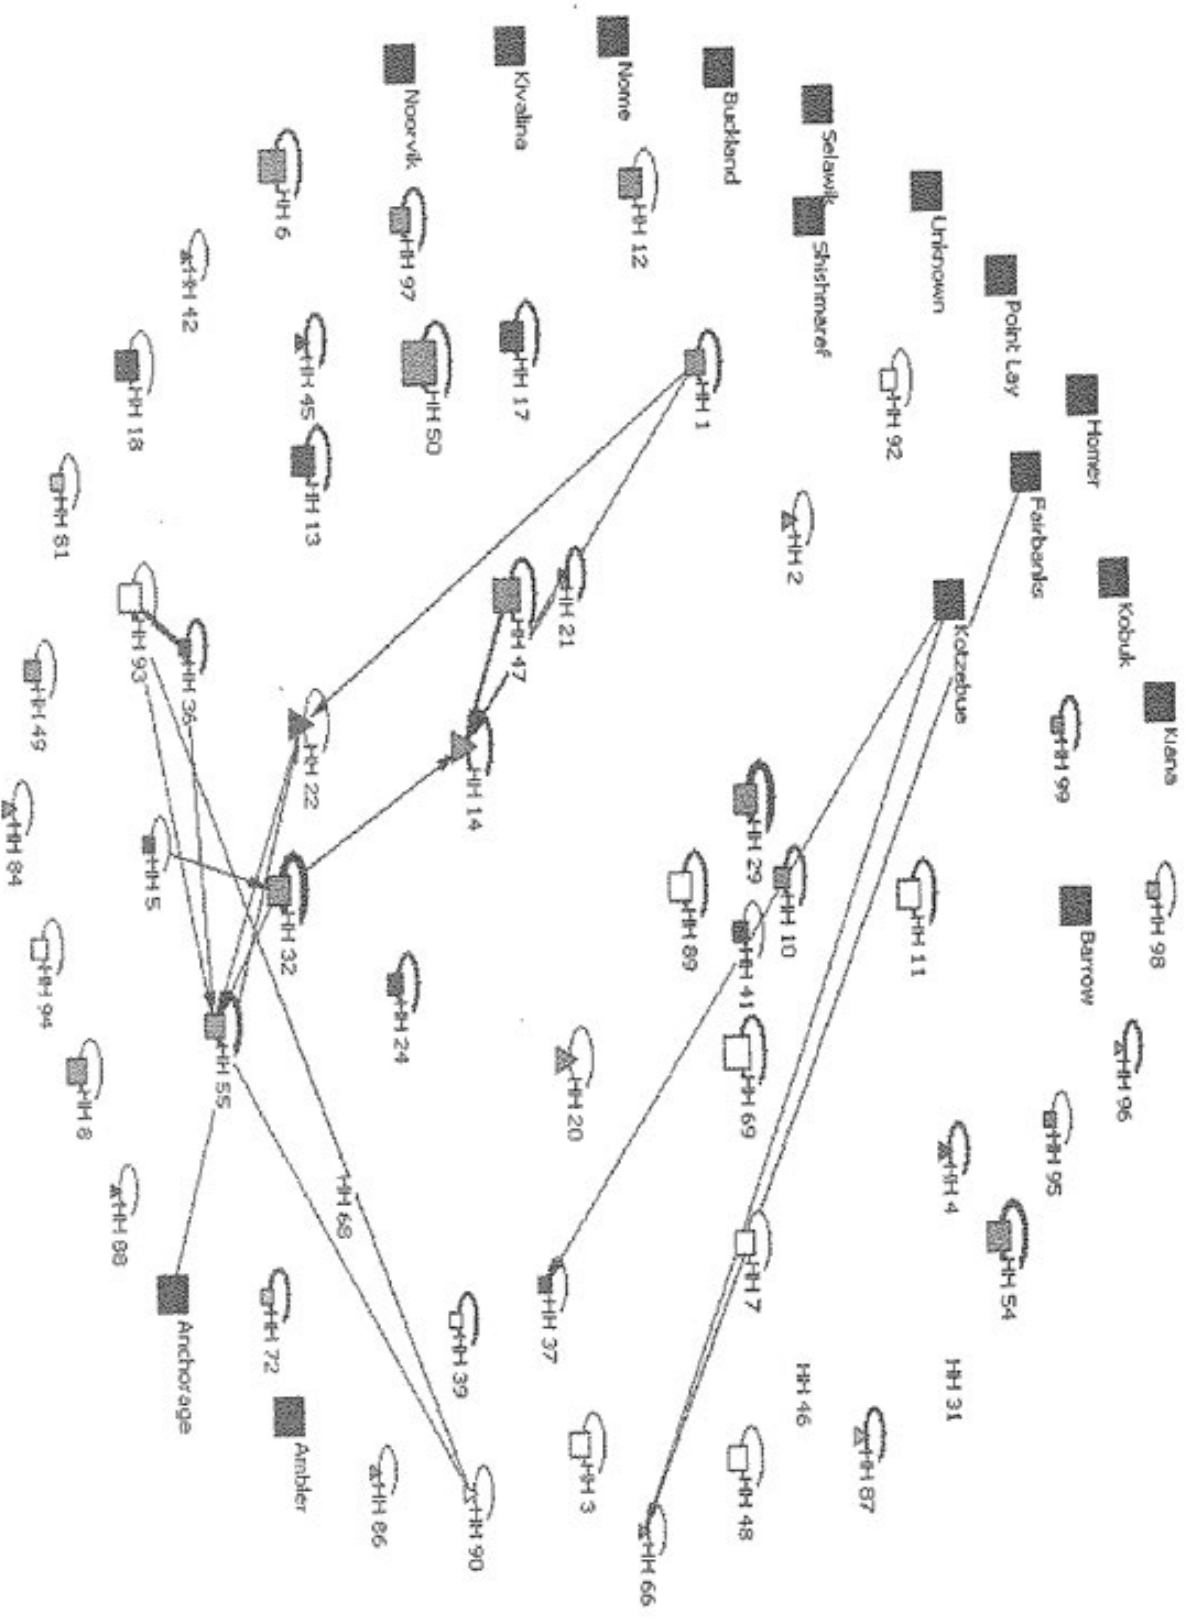 Noorvik
Kivalina
Nome
Buckland
Selawik
Shishmaref
Unknown
Point Lay
Homer
Fairbanks
Kobuk
Kiana
Kotzebue
Barrow
Anchorage
Ambler
HH 6
HH 97
HH 12
HH 42
HH 18
HH 45
HH 50
HH 17
HH 1
HH 92
HH 13
HH 81
HH 2
HH 21
HH 47
HH 93
HH 36
HH 49
HH 22
HH 14
HH 99
HH 84
HH 5
HH 32
HH 29
HH 10
HH 89
HH 11
HH 98
HH 41
HH 94
HH 24
HH 55
HH 8
HH 20
HH 69
HH 96
HH 95
HH 4
HH 88
HH 68
HH 54
HH 7
HH 37
HH 72
HH 39
HH 46
HH 31
HH 87
HH 48
HH 3
HH 86
HH 90
HH 66